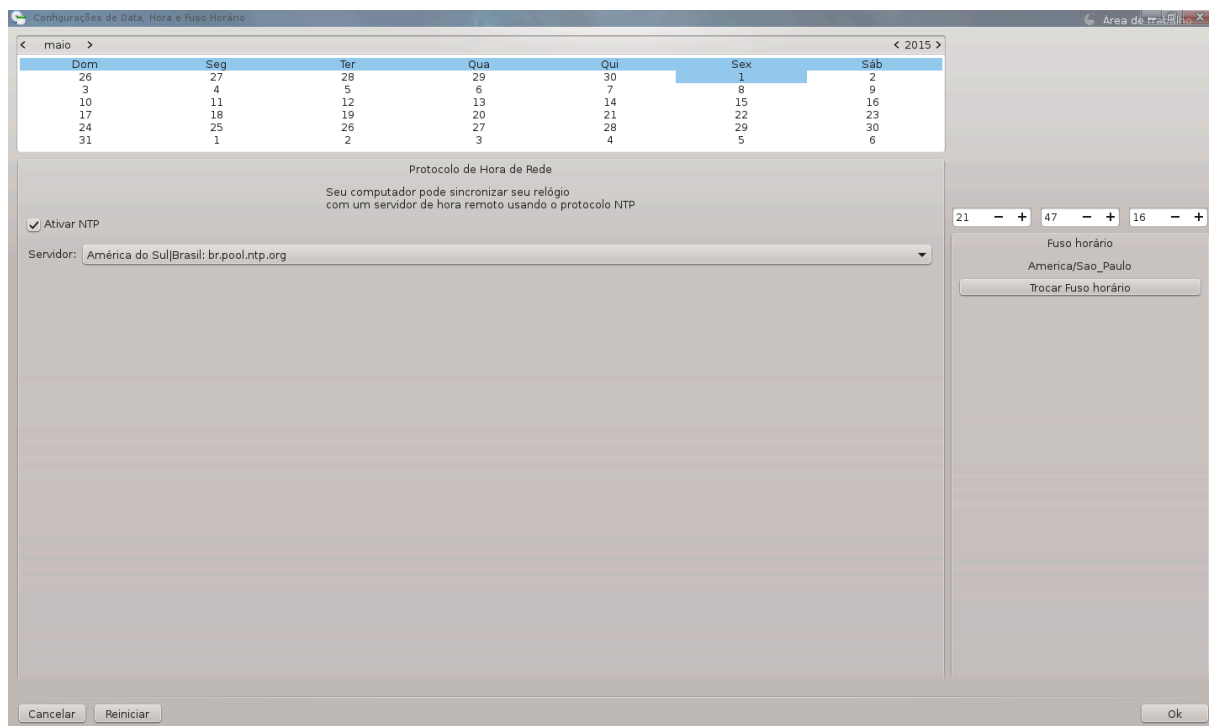 Configurações de Data, Hora e Fuso Horário
Área de trabalho
< maio > < 2015 >
Dom Seg Ter Qua Qui Sex Sáb
26 27 28 29 30 1 2
3 4 5 6 7 8 9
10 11 12 13 14 15 16
17 18 19 20 21 22 23
24 25 26 27 28 29 30
31 1 2 3 4 5 6
Protocolo de Hora de Rede
Seu computador pode sincronizar seu relógio
com um servidor de hora remoto usando o protocolo NTP
Ativar NTP
Servidor: América do Sul|Brasil: br.pool.ntp.org
21 − + 47 − + 16 − +
Fuso horário
America/Sao_Paulo
Trocar Fuso horário
Cancelar Reiniciar Ok